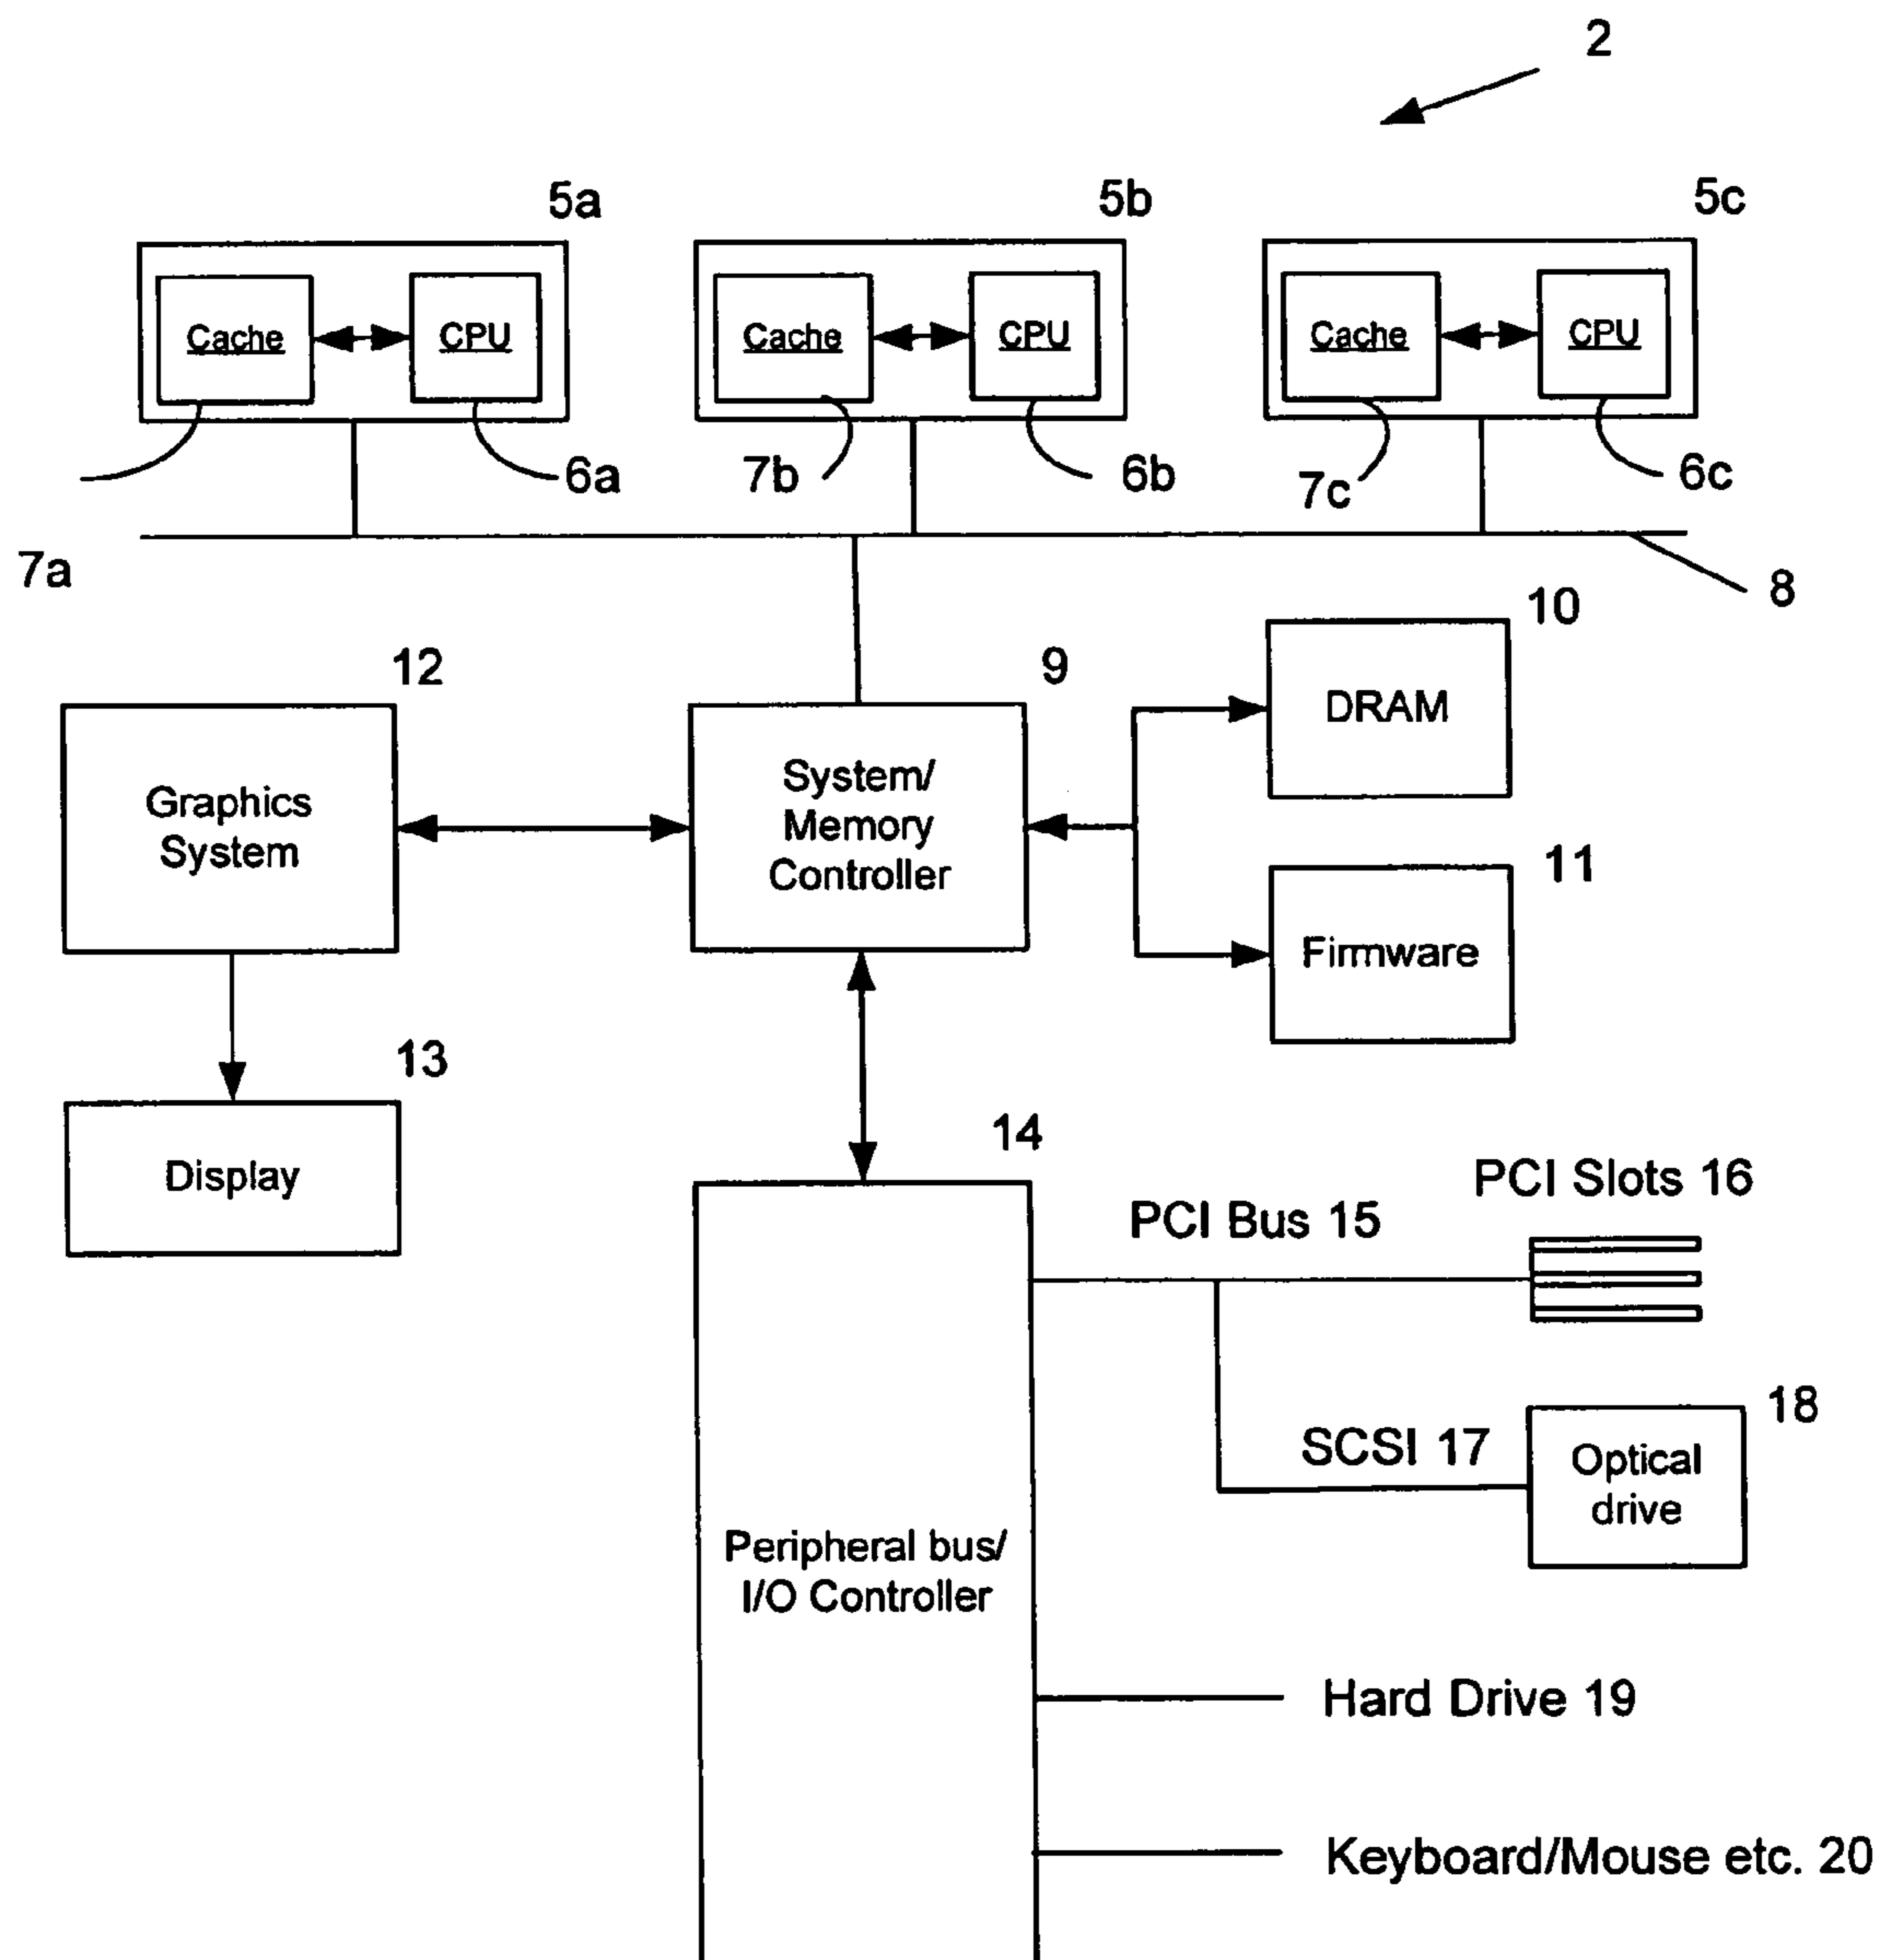 2
5a
5b
5c
Cache
CPU
Cache
CPU
Cache
CPU
6a
7b
6b
7c
6c
7a
8
10
12
9
DRAM
System/
Memory
Controller
Graphics
System
11
Firmware
13
14
Display
PCI Slots 16
PCI Bus 15
18
SCSI 17
Optical
drive
Peripheral bus/
I/O Controller
Hard Drive 19
Keyboard/Mouse etc. 20